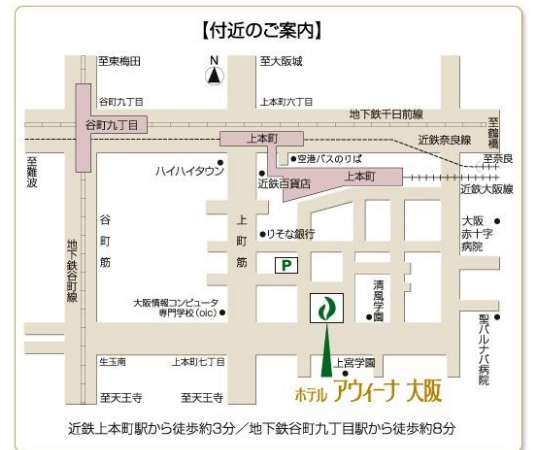 【付近のご案内】
至東梅田
N
至大阪城
谷町九丁目
上本町六丁目
地下鉄千日前線
至鶴橋
谷町九丁目
上本町
近鉄奈良線
至難波
ハイハイタウン
空港バスのりば
至奈良
近鉄百貨店
上本町
近鉄大阪線
谷町筋
上町筋
りそな銀行
大阪
赤十字
病院
地下鉄谷町線
P
清風学園
大阪情報コンピュータ
専門学校(oic)
聖バルナバ病院
生玉南
上本町七丁目
上宮学園
至天王寺
至天王寺
ホテル アウィーナ 大阪
近鉄上本町駅から徒歩約3分／地下鉄谷町九丁目駅から徒歩約8分